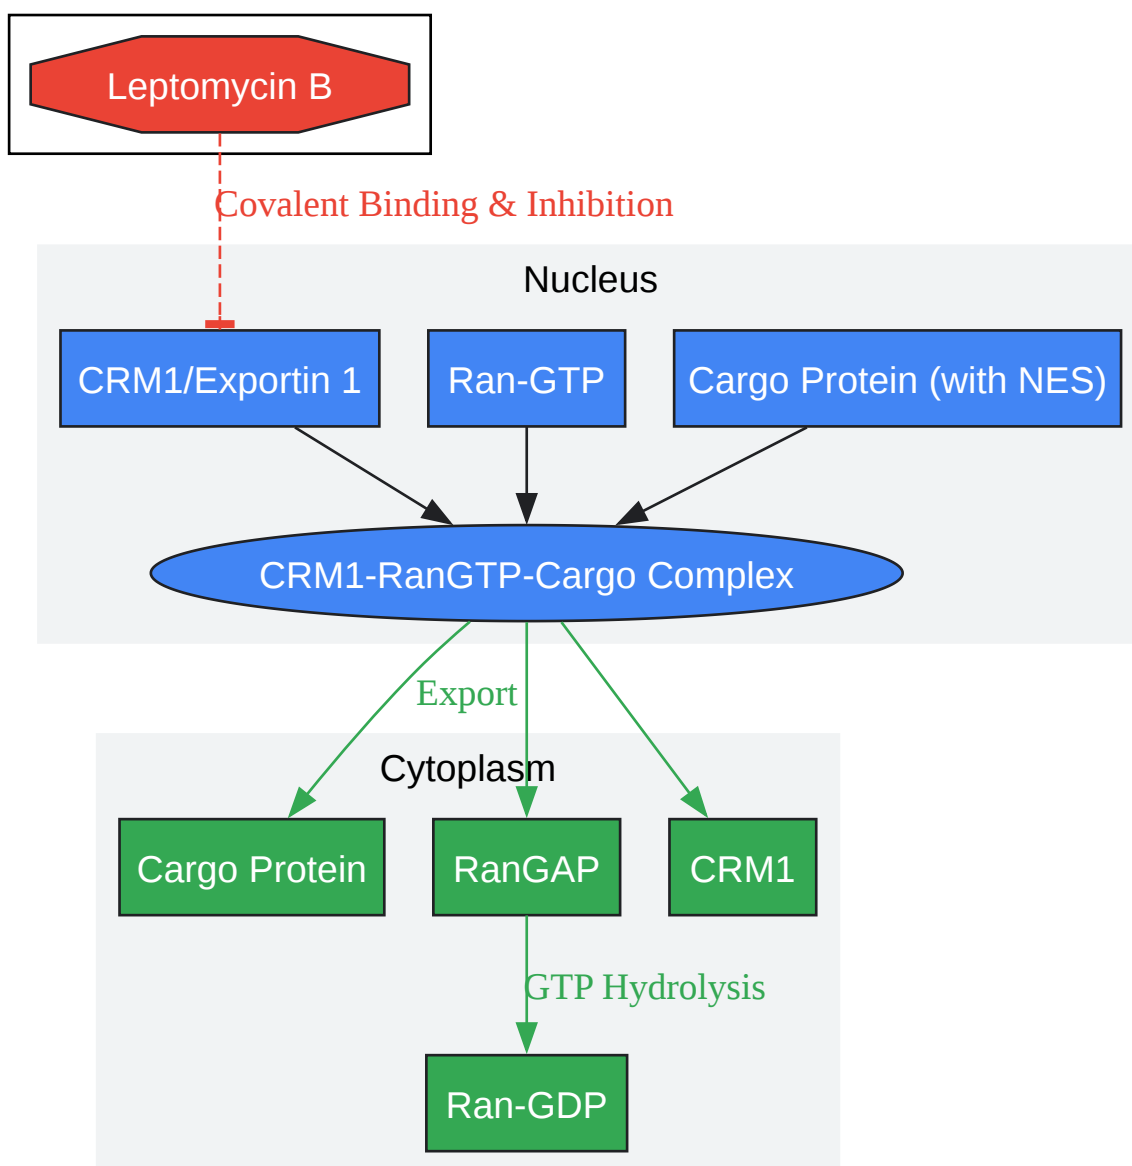 Leptomycin B
Covalent Binding & Inhibition
Nucleus
CRM1/Exportin 1
Ran-GTP
Cargo Protein (with NES)
CRM1-RanGTP-Cargo Complex
Export
Cytoplasm
Cargo Protein
RanGAP
CRM1
GTP Hydrolysis
Ran-GDP